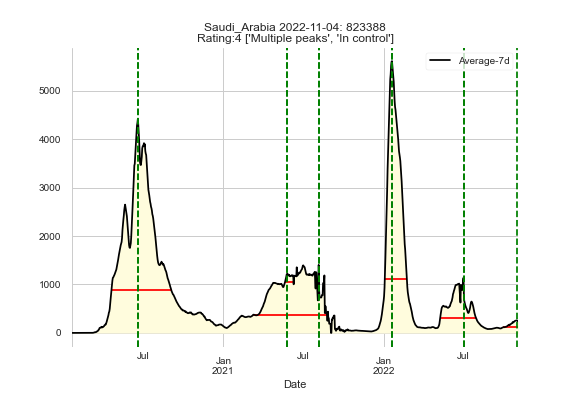 Saudi_Arabia 2022-11-04: 823388
Rating:4 ['Multiple peaks', 'In control']
Average-7d
5000
4000
3000
2000
1000
0
Jul
Jan
2021
Jul
Jan
2022
Jul
Date